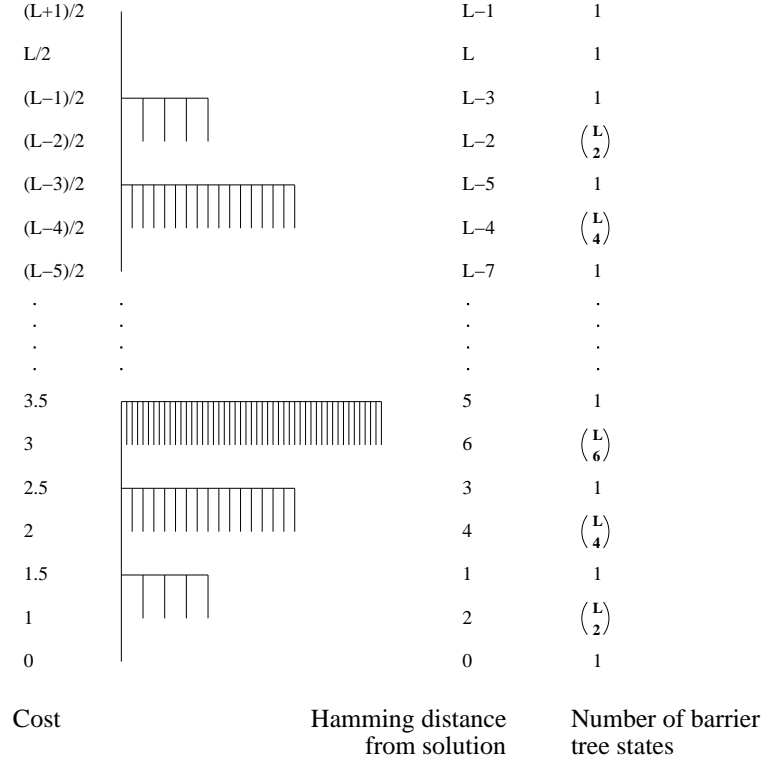 (L+1)/2 L−1 1
L/2 L 1
(L−1)/2 L−3 1
(L−2)/2 L−2 (L 2)
(L−3)/2 L−5 1
(L−4)/2 L−4 (L 4)
(L−5)/2 L−7 1
. . . .
. . . .
. . . .
. . . .
3.5 5 1
3 6 (L 6)
2.5 3 1
2 4 (L 4)
1.5 1 1
1 2 (L 2)
0 0 1
Cost Hamming distance Number of barrier
from solution tree states